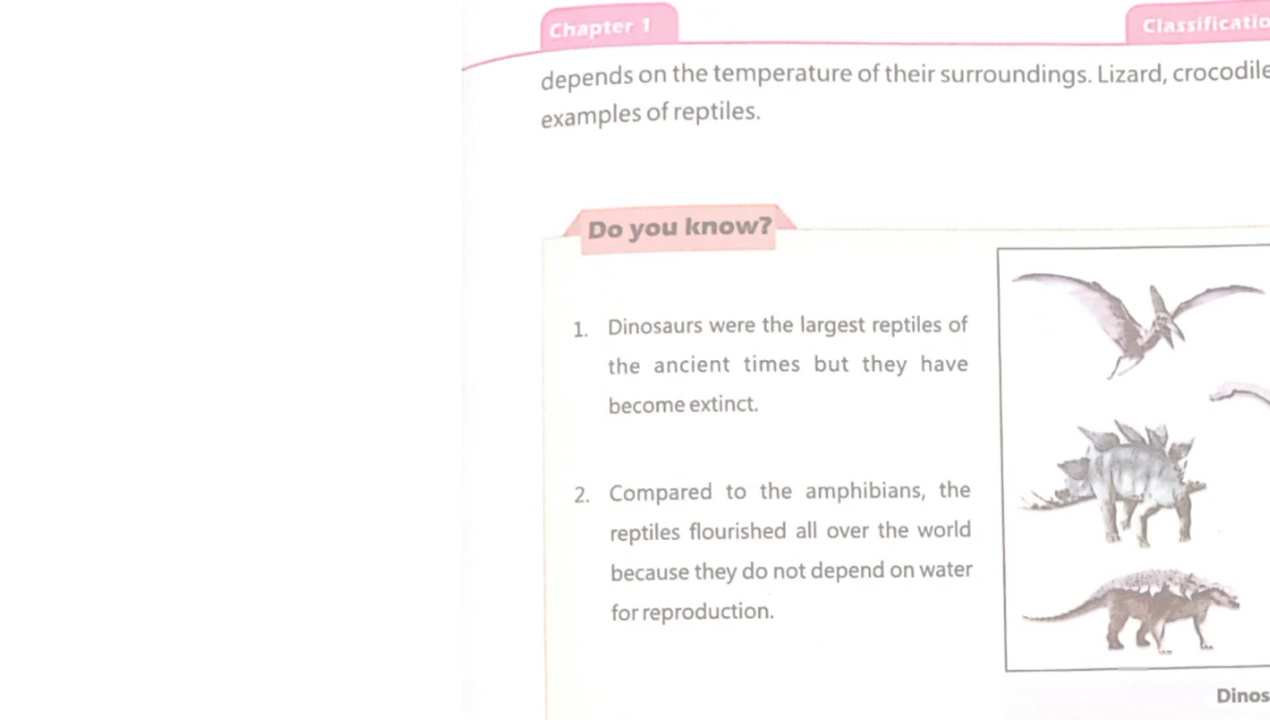 Chapter 1
depends on the temperature of their surroundings. Lizard, crocodile
examples of reptiles.
Do you know?
1. Dinosaurs were the largest reptiles of
the ancient times but they have
become extinct.
2. Compared to the amphibians, the
reptiles flourished all over the world
because they do not depend on water
for reproduction.